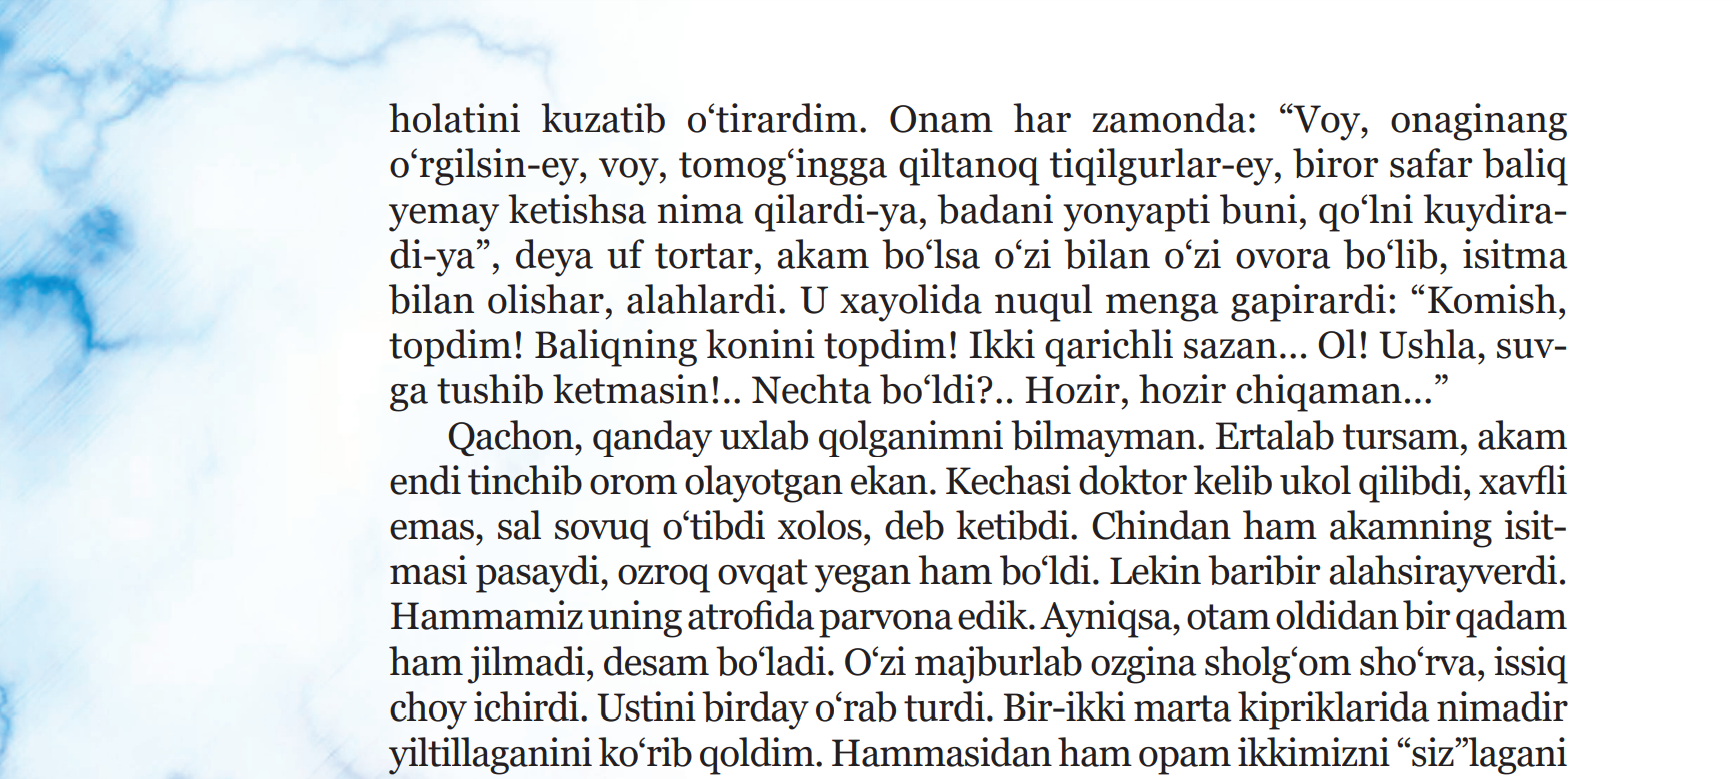 holatini kuzatib o‘tirardim. Onam har zamonda: “Voy, onaginang
o‘rgilsin-ey, voy, tomog‘ingga qiltanoq tiqilgurlar-ey, biror safar baliq
yemay ketishsa nima qilardi-ya, badani yonyapti buni, qo‘lni kuydira-
di-ya”, deya uf tortar, akam bo‘lsa o‘zi bilan o‘zi ovora bo‘lib, isitma
bilan olishar, alahlardi. U xayolida nuqul menga gapirardi: “Komish,
topdim! Baliqning konini topdim! Ikki qarichli sazan... Ol! Ushla, suv-
ga tushib ketmasin!.. Nechta bo‘ldi?.. Hozir, hozir chiqaman...”
Qachon, qanday uxlab qolganimni bilmayman. Ertalab tursam, akam
endi tinchib orom olayotgan ekan. Kechasi doktor kelib ukol qilibdi, xavfli
emas, sal sovuq o‘tibdi xolos, deb ketibdi. Chindan ham akamning isit-
masi pasaydi, ozroq ovqat yegan ham bo‘ldi. Lekin baribir alahsirayverdi.
Hammamiz uning atrofida parvona edik. Ayniqsa, otam oldidan bir qadam
ham jilmadi, desam bo‘ladi. O‘zi majburlab ozgina sholg‘om sho‘rva, issiq
choy ichirdi. Ustini birday o‘rab turdi. Bir-ikki marta kipriklarida nimadir
yiltillaganini ko‘rib qoldim. Hammasidan ham opam ikkimizni “siz”lagani